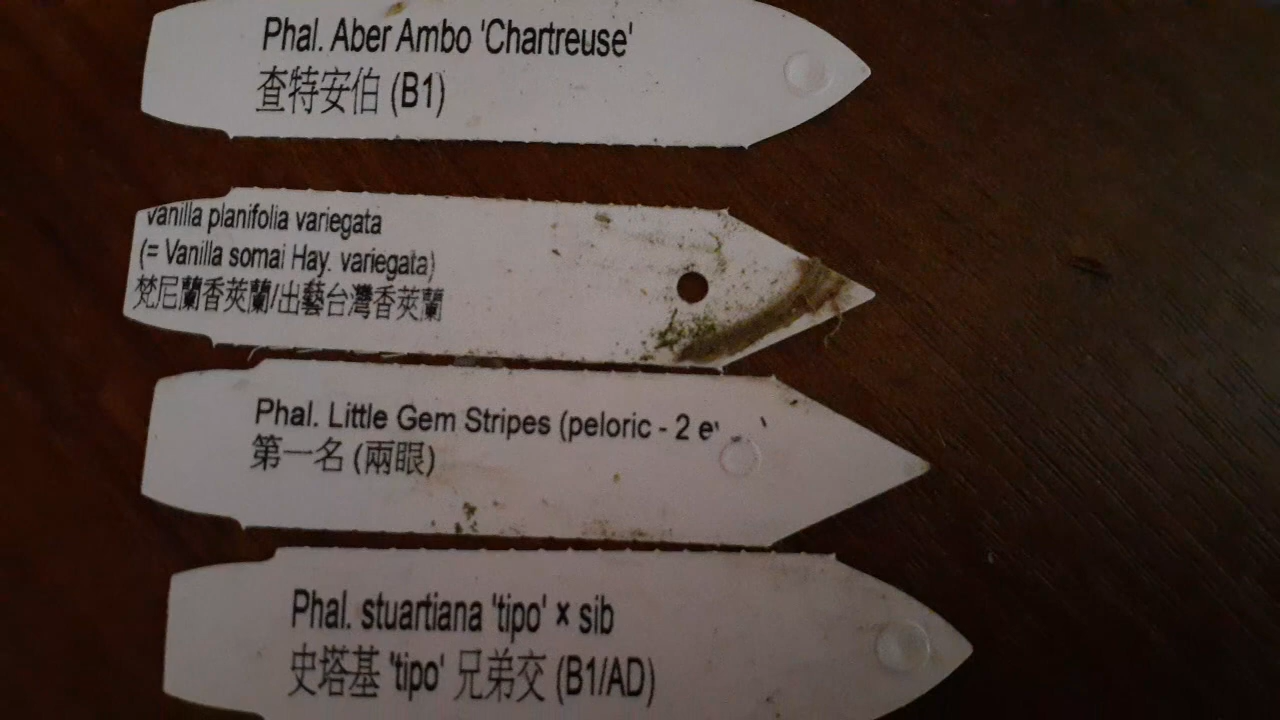 Phal. Aber Ambo 'Chartreuse'
查特安伯 (B1)
vanilla planifolia variegata
(= Vanilla somai Hay. variegata)
梵尼蘭香莢蘭/出藝台灣香莢蘭
Phal. Little Gem Stripes (peloric - 2
第一名 (兩眼)
Phal. stuartiana 'tipo' × sib
史塔基 'tipo' 兄弟交 (B1/AD)